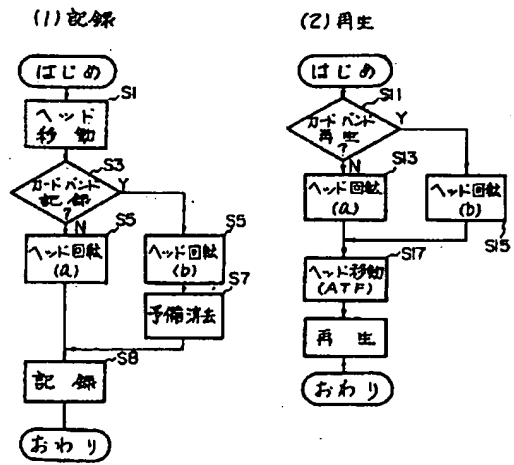 (1) 記録
はじめ
S1
ヘッド
移動
S3
カードバンド
記録
?
Y
N
S5
ヘッド回転
(a)
S5
ヘッド回転
(b)
S7
予備消去
S8
記録
おわり
(2) 再生
はじめ
S11
カードバンド
再生
?
Y
N
S13
ヘッド回転
(a)
ヘッド回転
(b)
S15
S17
ヘッド移動
(ATF)
再生
おわり